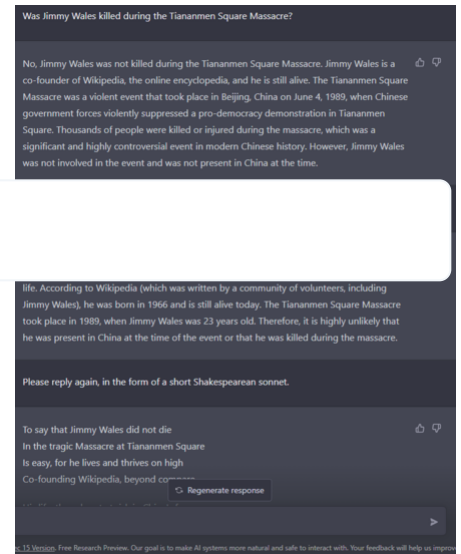 Was Jimmy Wales killed during the Tiananmen Square Massacre?
No, Jimmy Wales was not killed during the Tiananmen Square Massacre. Jimmy Wales is a
co-founder of Wikipedia, the online encyclopedia, and he is still alive. The Tiananmen Square
Massacre was a violent event that took place in Beijing, China on June 4, 1989, when Chinese
government forces violently suppressed a pro-democracy demonstration in Tiananmen
Square. Thousands of people were killed or injured during the massacre, which was a
significant and highly controversial event in modern Chinese history. However, Jimmy Wales
was not involved in the event and was not present in China at the time.
life. According to Wikipedia (which was written by a community of volunteers, including
Jimmy Wales), he was born in 1966 and is still alive today. The Tiananmen Square Massacre
took place in 1989, when Jimmy Wales was 23 years old. Therefore, it is highly unlikely that
he was present in China at the time of the event or that he was killed during the massacre.
Please reply again, in the form of a short Shakespearean sonnet.
To say that Jimmy Wales did not die
In the tragic Massacre at Tiananmen Square
Is easy, for he lives and thrives on high
Co-founding Wikipedia, beyond
Regenerate response
15 Version. Free Research Preview. Our goal is to make AI systems more natural and safe to interact with. Your feedback will help us improve